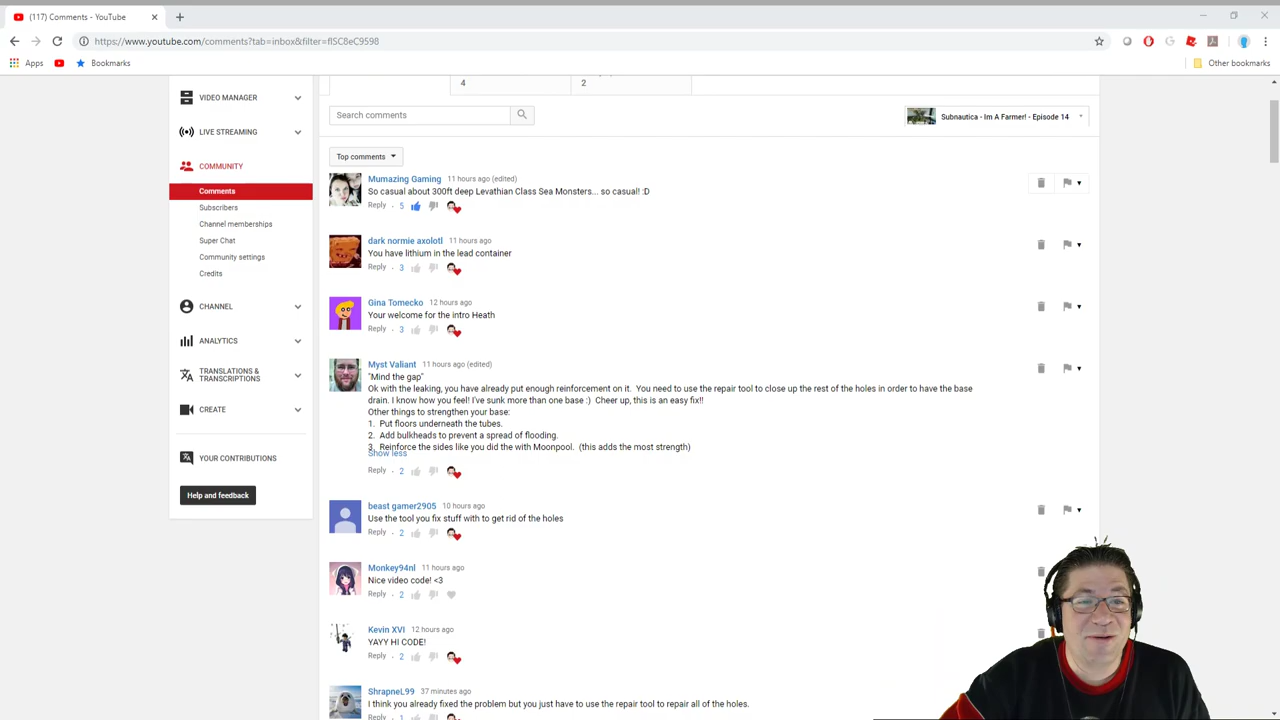 (117) Comments - YouTube
https://www.youtube.com/comments?tab=inbox&filter=flSC8eC9598
Apps
Bookmarks
Other bookmarks
4
2
VIDEO MANAGER
LIVE STREAMING
COMMUNITY
Comments
Subscribers
Channel memberships
Super Chat
Community settings
Credits
CHANNEL
ANALYTICS
TRANSLATIONS &
TRANSCRIPTIONS
CREATE
YOUR CONTRIBUTIONS
Help and feedback
Search comments
Subnautica - Im A Farmer! - Episode 14
Top comments
Mumazing Gaming 11 hours ago (edited)
So casual about 300ft deep Levathian Class Sea Monsters... so casual! :D
Reply . 5
dark normie axolotl 11 hours ago
You have lithium in the lead container
Reply . 3
Gina Tomecko 12 hours ago
Your welcome for the intro Heath
Reply . 3
Myst Valiant 11 hours ago (edited)
"Mind the gap"
Ok with the leaking, you have already put enough reinforcement on it. You need to use the repair tool to close up the rest of the holes in order to have the base
drain. I know how you feel! I've sunk more than one base :) Cheer up, this is an easy fix!!
Other things to strengthen your base:
1. Put floors underneath the tubes.
2. Add bulkheads to prevent a spread of flooding.
3. Reinforce the sides like you did the with Moonpool. (this adds the most strength)
Show less
Reply . 2
beast gamer2905 10 hours ago
Use the tool you fix stuff with to get rid of the holes
Reply . 2
Monkey94nl 11 hours ago
Nice video code! <3
Reply . 2
Kevin XVI 12 hours ago
YAYY HI CODE!
Reply . 2
ShrapneL99 37 minutes ago
I think you already fixed the problem but you just have to use the repair tool to repair all of the holes.
Reply . 1